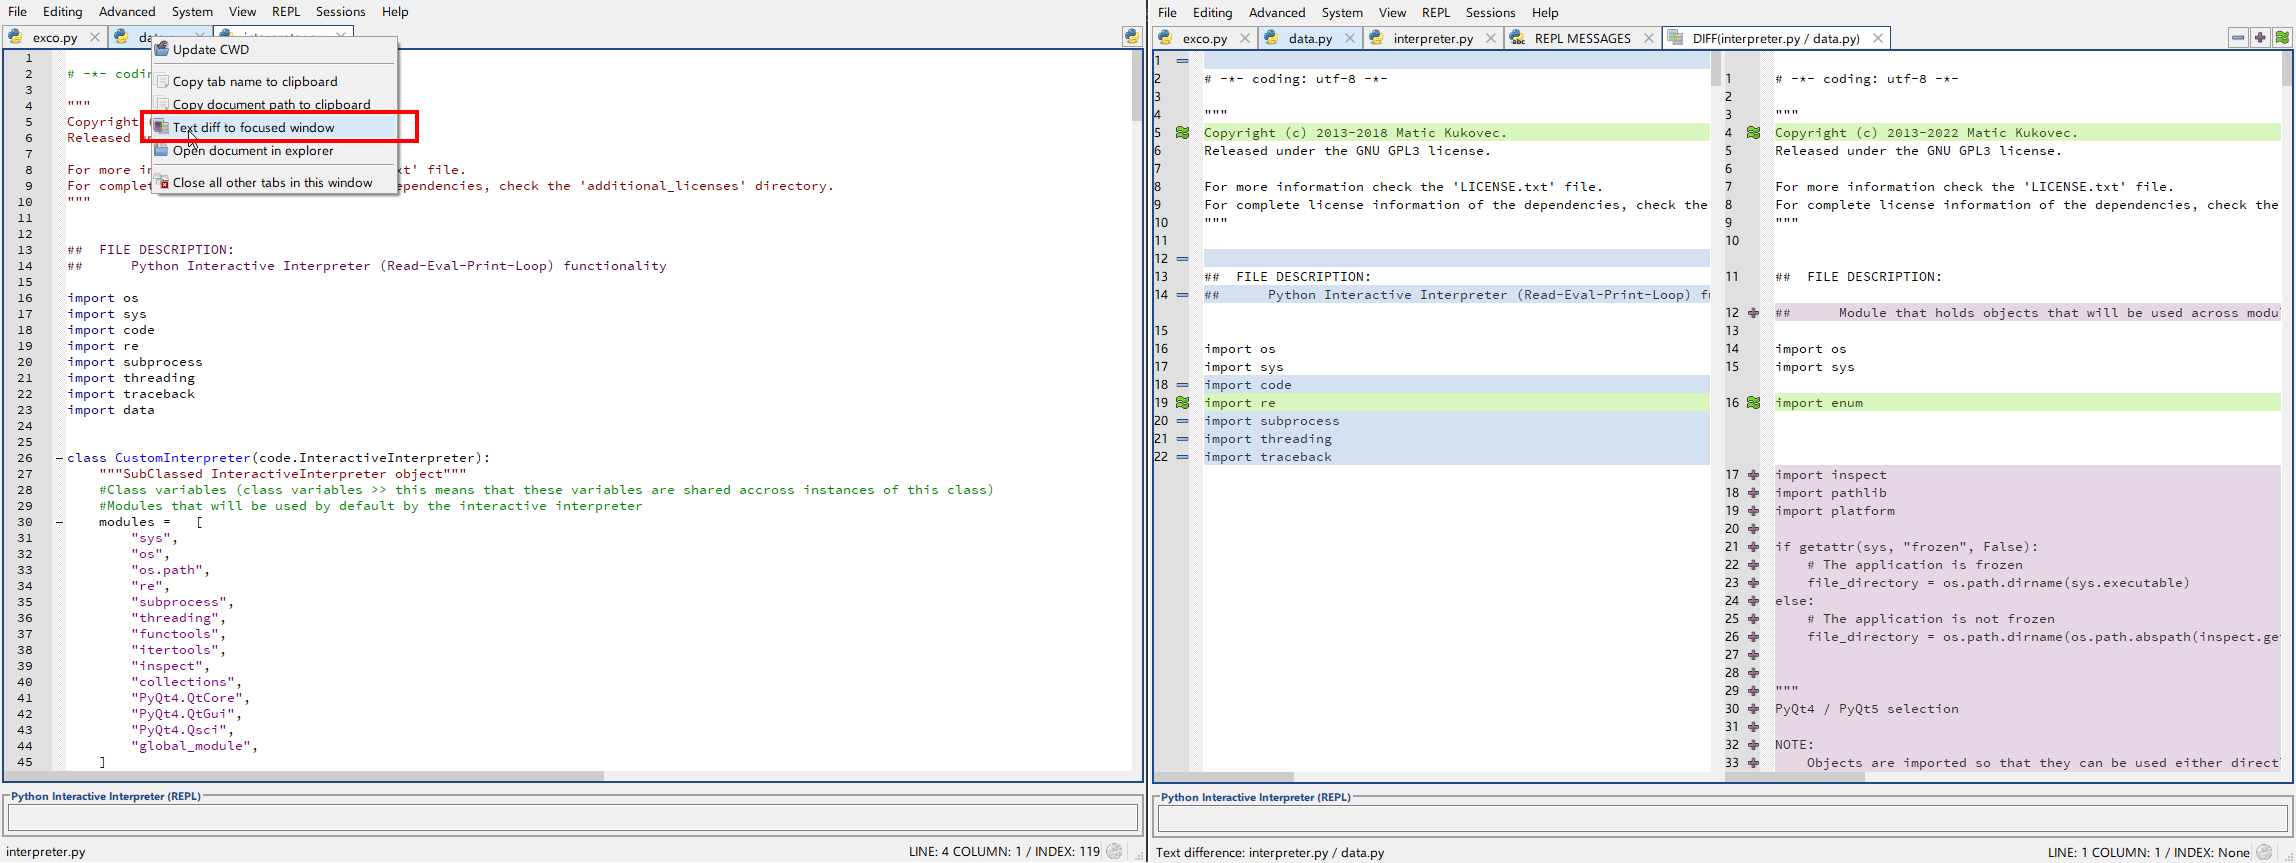 File Editing Advanced System View REPL Sessions Help
exco.py data.py interpreter.py
Update CWD
Copy tab name to clipboard
Copy document path to clipboard
Text diff to focused window
Open document in explorer
Close all other tabs in this window
1
2 # -*- codin
3
4 """
5 Copyright (
6 Released
7
8 For more in xt' file.
9 For complet ependencies, check the 'additional_licenses' directory.
10 """
11
12
13 ## FILE DESCRIPTION:
14 ## Python Interactive Interpreter (Read-Eval-Print-Loop) functionality
15
16 import os
17 import sys
18 import code
19 import re
20 import subprocess
21 import threading
22 import traceback
23 import data
24
25
26 class CustomInterpreter(code.InteractiveInterpreter):
27 """SubClassed InteractiveInterpreter object"""
28 #Class variables (class variables >> this means that these variables are shared accross instances of this class)
29 #Modules that will be used by default by the interactive interpreter
30 modules = [
31 "sys",
32 "os",
33 "os.path",
34 "re",
35 "subprocess",
36 "threading",
37 "functools",
38 "itertools",
39 "inspect",
40 "collections",
41 "PyQt4.QtCore",
42 "PyQt4.QtGui",
43 "PyQt4.Qsci",
44 "global_module",
45 ]
Python Interactive Interpreter (REPL)
interpreter.py LINE: 4 COLUMN: 1 / INDEX: 119
File Editing Advanced System View REPL Sessions Help
exco.py data.py interpreter.py REPL MESSAGES DIFF(interpreter.py / data.py)
1
2 # -*- coding: utf-8 -*-
3
4 """
5 Copyright (c) 2013-2018 Matic Kukovec.
6 Released under the GNU GPL3 license.
7
8 For more information check the 'LICENSE.txt' file.
9 For complete license information of the dependencies, check the
10 """
11
12
13 ## FILE DESCRIPTION:
14 ## Python Interactive Interpreter (Read-Eval-Print-Loop) f
15
16 import os
17 import sys
18 import code
19 import re
20 import subprocess
21 import threading
22 import traceback
1 # -*- coding: utf-8 -*-
2
3 """
4 Copyright (c) 2013-2022 Matic Kukovec.
5 Released under the GNU GPL3 license.
6
7 For more information check the 'LICENSE.txt' file.
8 For complete license information of the dependencies, check the
9 """
10
11 ## FILE DESCRIPTION:
12 ## Module that holds objects that will be used across modu
13
14 import os
15 import sys
16 import enum
17 import inspect
18 import pathlib
19 import platform
20
21 if getattr(sys, "frozen", False):
22 # The application is frozen
23 file_directory = os.path.dirname(sys.executable)
24 else:
25 # The application is not frozen
26 file_directory = os.path.dirname(os.path.abspath(inspect.ge
27
28
29 """
30 PyQt4 / PyQt5 selection
31
32 NOTE:
33 Objects are imported so that they can be used either direct
Python Interactive Interpreter (REPL)
Text difference: interpreter.py / data.py LINE: 1 COLUMN: 1 / INDEX: None